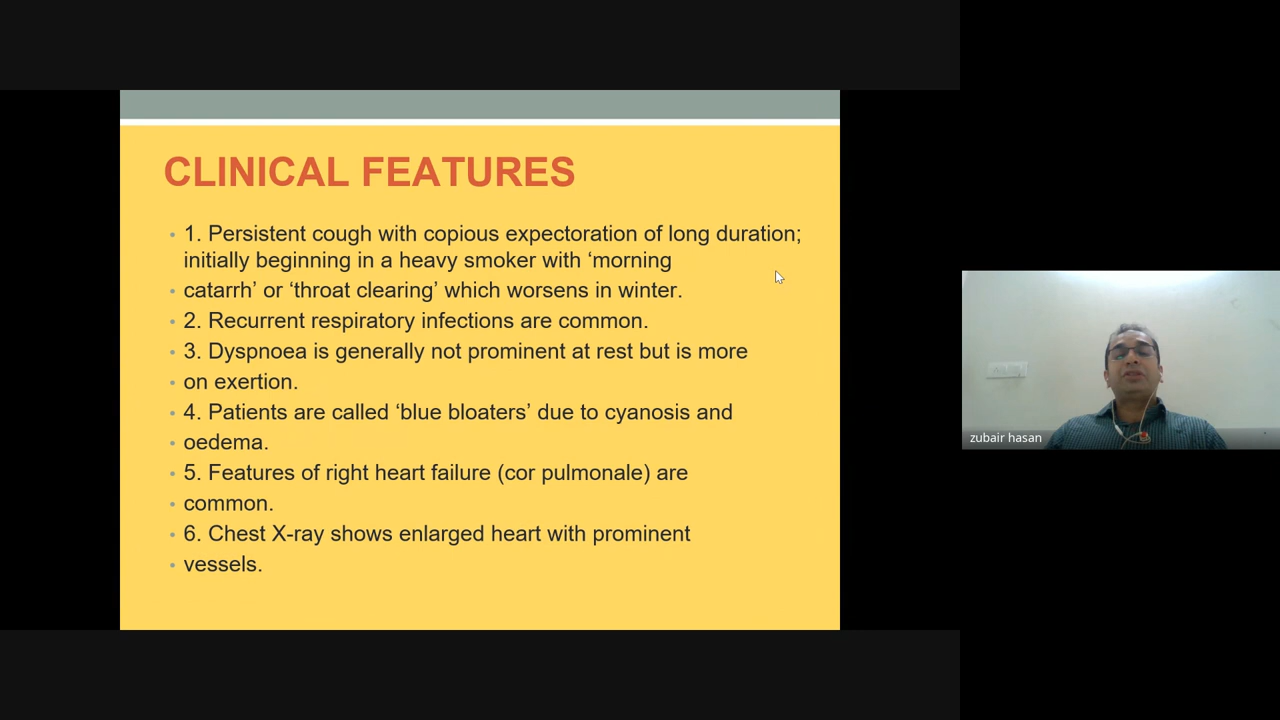 CLINICAL FEATURES
• 1. Persistent cough with copious expectoration of long duration;
initially beginning in a heavy smoker with ‘morning
• catarrh’ or ‘throat clearing’ which worsens in winter.
• 2. Recurrent respiratory infections are common.
• 3. Dyspnoea is generally not prominent at rest but is more
• on exertion.
• 4. Patients are called ‘blue bloaters’ due to cyanosis and
• oedema.
• 5. Features of right heart failure (cor pulmonale) are
• common.
• 6. Chest X-ray shows enlarged heart with prominent
• vessels.
zubair hasan